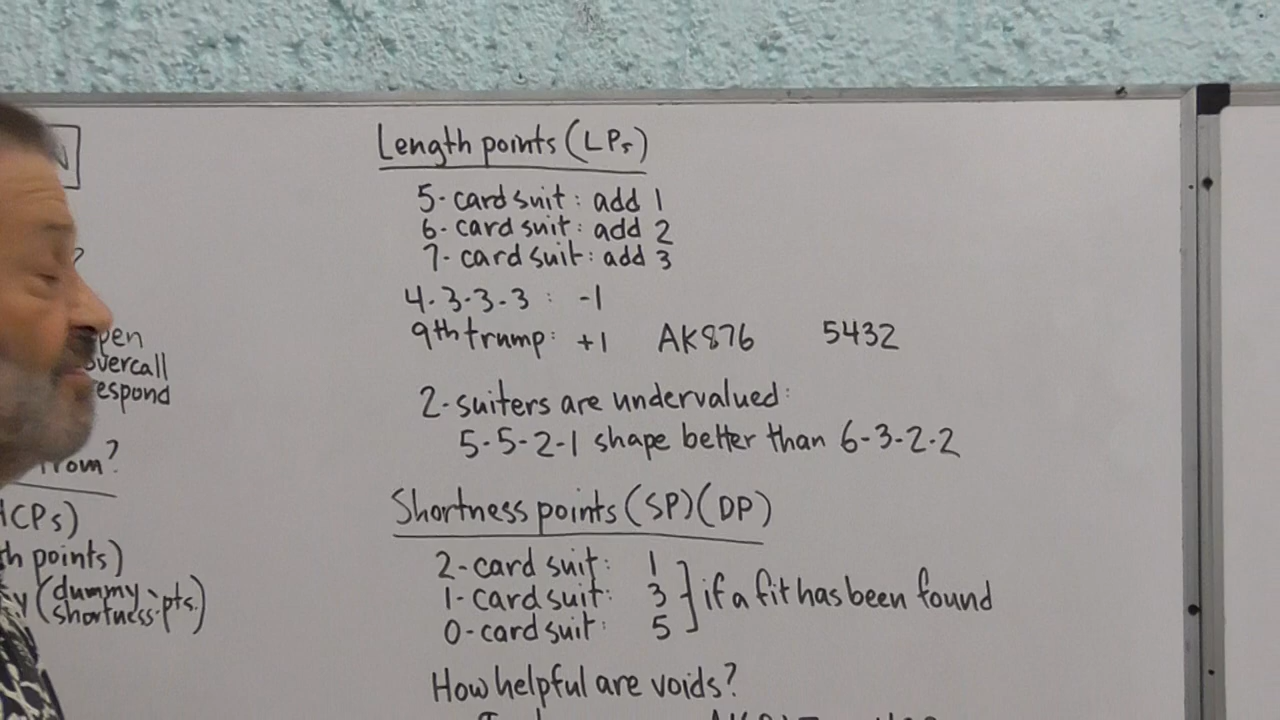 N
?
pen
overcall
espond
from?
HCPs)
th points)
y (dummy
shortness pts.)
Length points (LPs)
5-card suit: add 1
6-card suit: add 2
7-card suit: add 3
4-3-3-3: -1
9th trump: +1 AK876 5432
2-suiters are undervalued:
5-5-2-1 shape better than 6-3-2-2
Shortness points (SP)(DP)
2-card suit: 1
1-card suit: 3 if a fit has been found
0-card suit: 5
How helpful are voids?